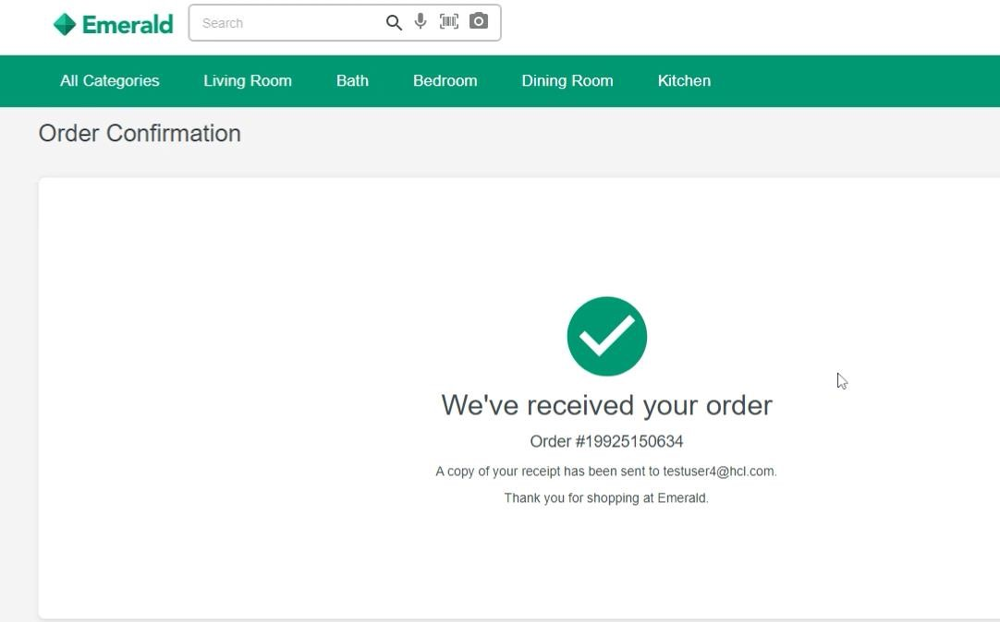 Emerald
Search
All Categories Living Room Bath Bedroom Dining Room Kitchen
Order Confirmation
We've received your order
Order #19925150634
A copy of your receipt has been sent to testuser4@hcl.com.
Thank you for shopping at Emerald.